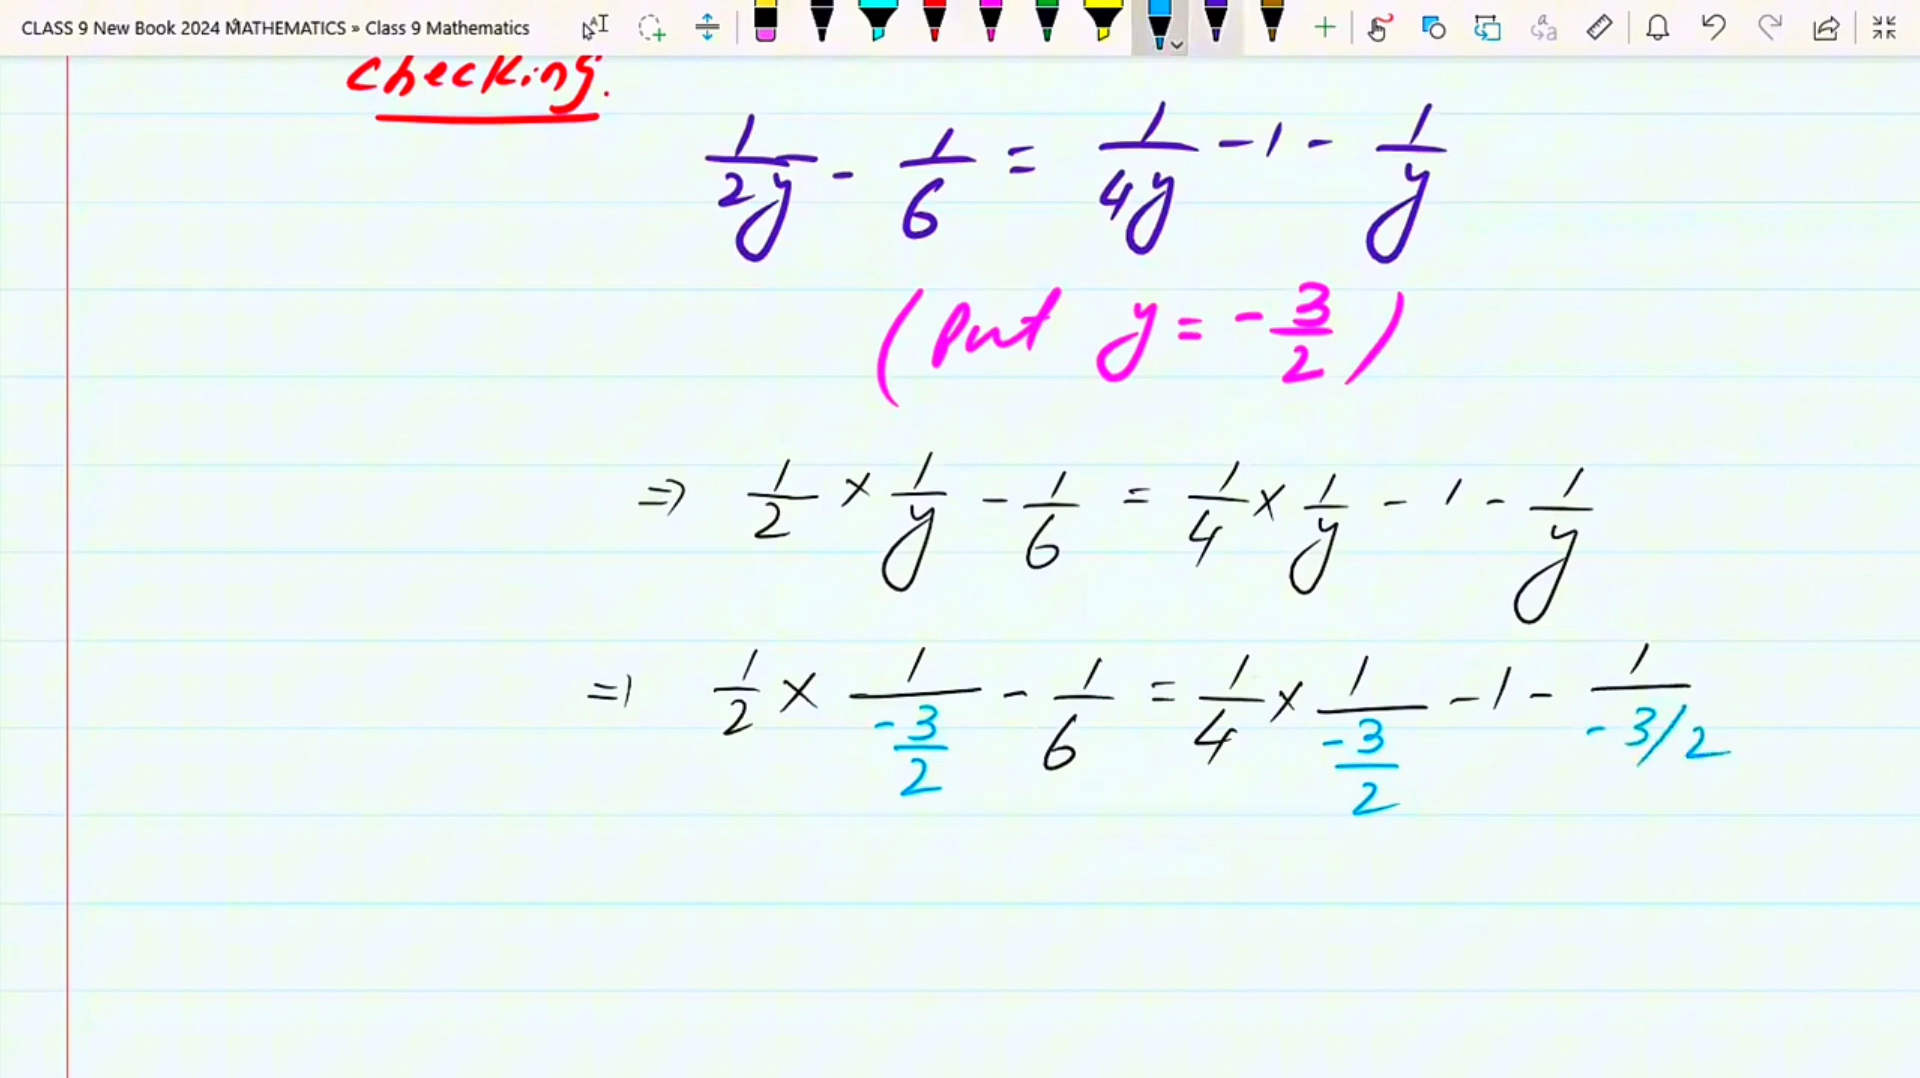 CLASS 9 New Book 2024 MATHEMATICS » Class 9 Mathematics
checking.
1/2y - 1/6 = 1/4y - 1 - 1/y
(Put y = -3/2)
⇒ 1/2 × 1/y - 1/6 = 1/4 × 1/y - 1 - 1/y
⇒ 1/2 × 1/(-3/2) - 1/6 = 1/4 × 1/(-3/2) - 1 - 1/(-3/2)